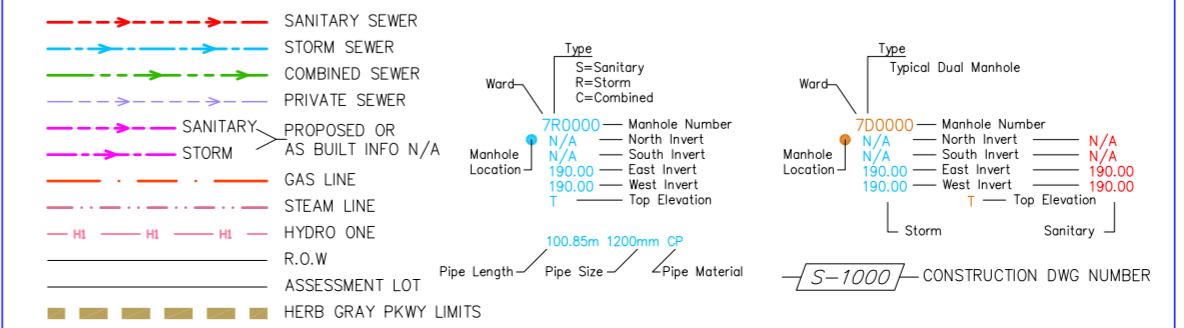 SANITARY SEWER
STORM SEWER
COMBINED SEWER
PRIVATE SEWER
SANITARY
STORM
PROPOSED OR
AS BUILT INFO N/A
GAS LINE
STEAM LINE
H1 H1 H1 HYDRO ONE
R.O.W
ASSESSMENT LOT
HERB GRAY PKWY LIMITS
Type
S=Sanitary
R=Storm
C=Combined
Ward
7R0000 Manhole Number
N/A North Invert
N/A South Invert
190.00 East Invert
190.00 West Invert
T Top Elevation
Manhole
Location
100.85m 1200mm CP
Pipe Length Pipe Size Pipe Material
Type
Typical Dual Manhole
Ward
7D0000 Manhole Number
N/A North Invert N/A
N/A South Invert N/A
190.00 East Invert 190.00
190.00 West Invert 190.00
T Top Elevation
Manhole
Location
Storm Sanitary
S-1000 CONSTRUCTION DWG NUMBER